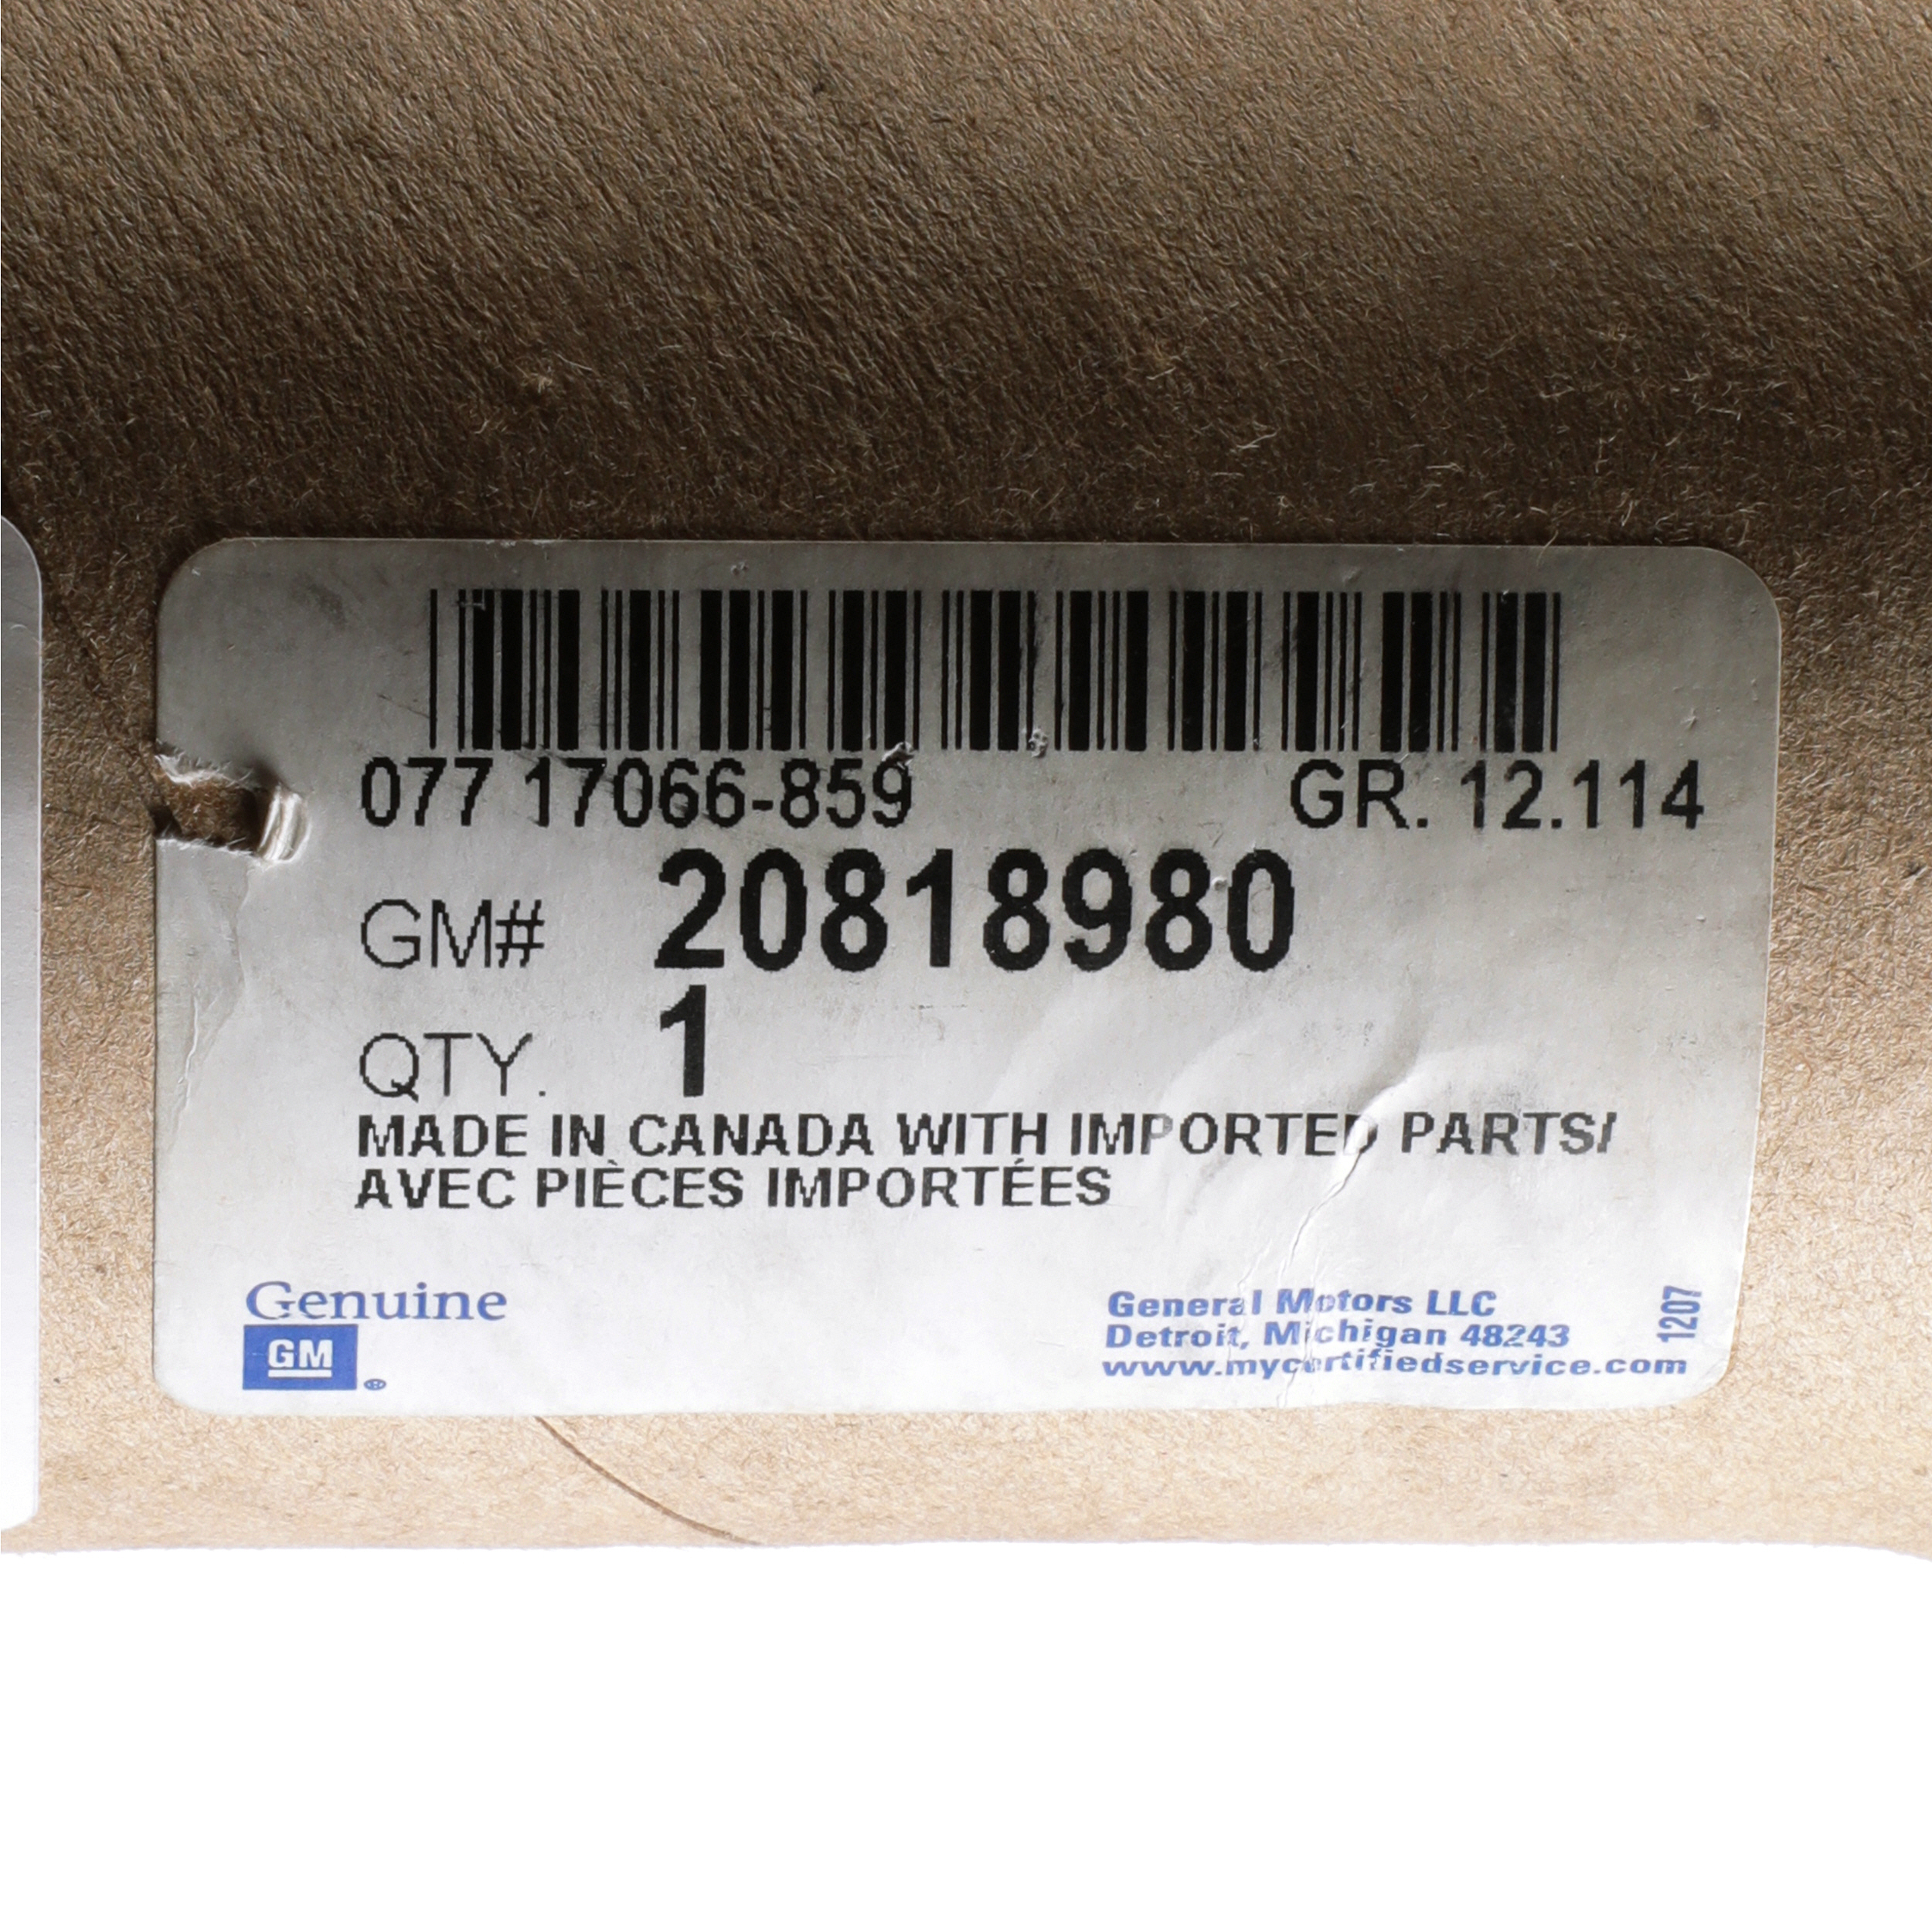 077 17066-859 GR. 12.114
GM# 20818980
QTY. 1
MADE IN CANADA WITH IMPORTED PARTS/
AVEC PIÈCES IMPORTÉES
Genuine
GM ®
General Motors LLC
Detroit, Michigan 48243
www.mycertifiedservice.com
1207